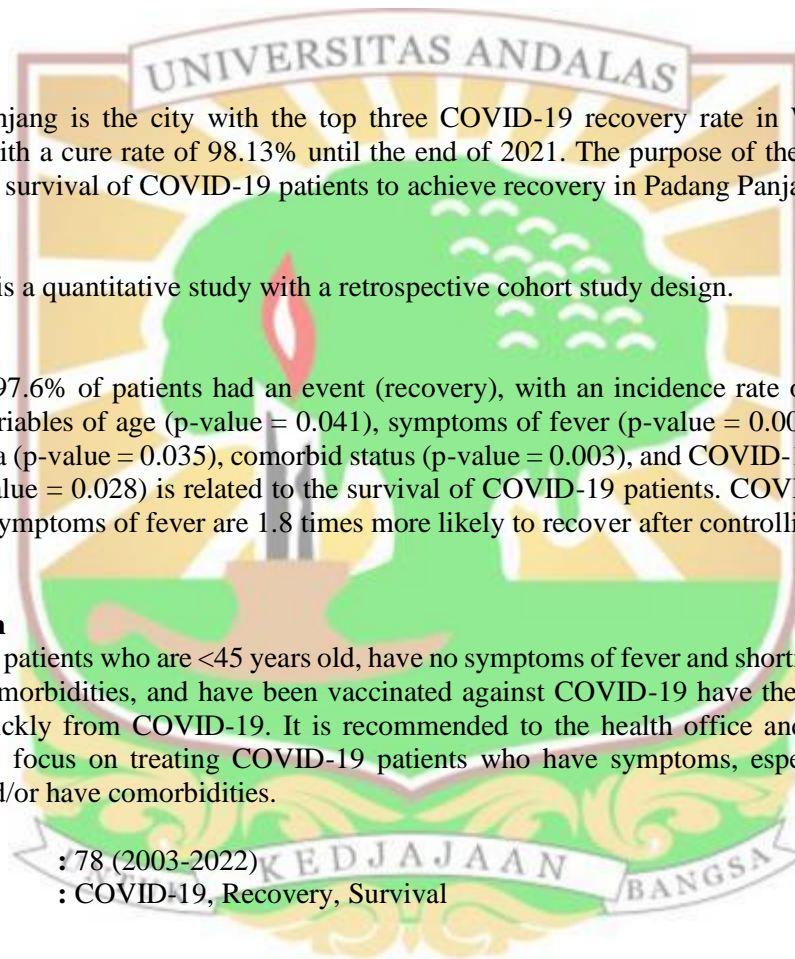 UNIVERSITAS ANDALAS
njang is the city with the top three COVID-19 recovery rate in
ith a cure rate of 98.13% until the end of 2021. The purpose of the
survival of COVID-19 patients to achieve recovery in Padang Panja
is a quantitative study with a retrospective cohort study design.
97.6% of patients had an event (recovery), with an incidence rate o
riables of age (p-value = 0.041), symptoms of fever (p-value = 0.00
a (p-value = 0.035), comorbid status (p-value = 0.003), and COVID-1
lue = 0.028) is related to the survival of COVID-19 patients. COVI
symptoms of fever are 1.8 times more likely to recover after controlli
n
patients who are <45 years old, have no symptoms of fever and shortn
morbidities, and have been vaccinated against COVID-19 have the
ickly from COVID-19. It is recommended to the health office and
focus on treating COVID-19 patients who have symptoms, espe
d/or have comorbidities.
: 78 (2003-2022)
: COVID-19, Recovery, Survival
KEDJAJAAN BANGSA